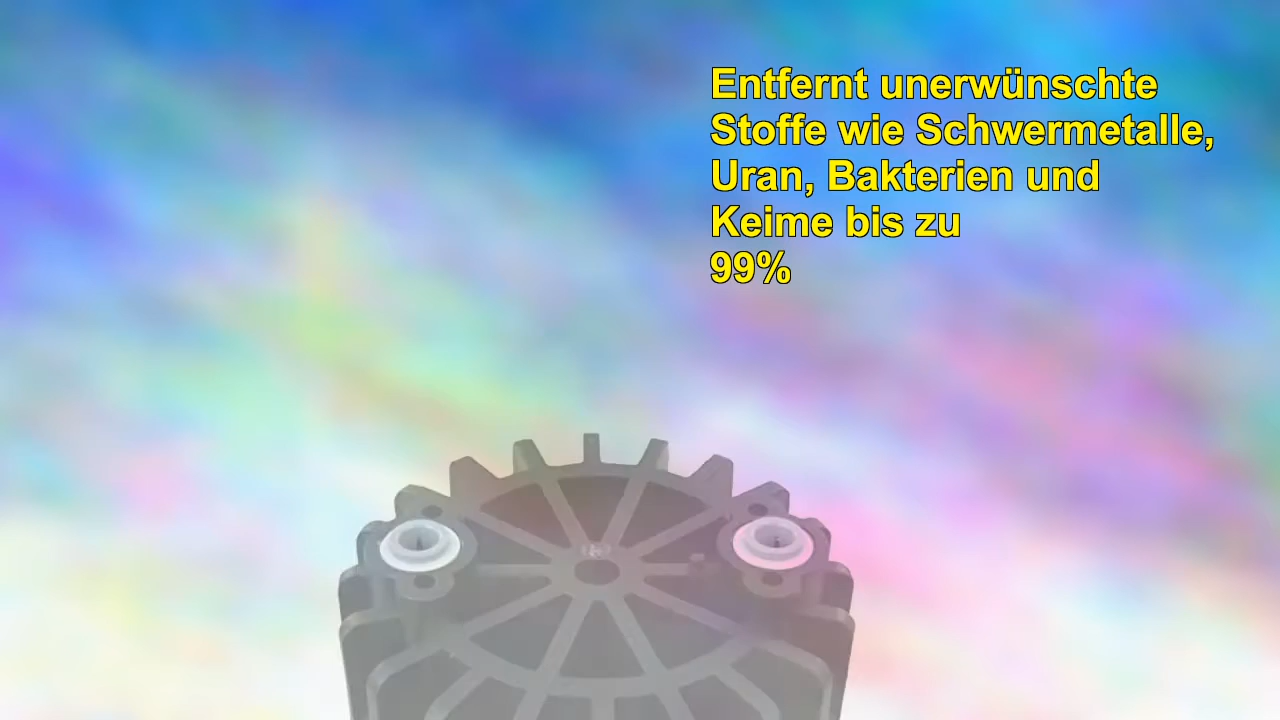 Entfernt unerwünschte
Stoffe wie Schwermetalle,
Uran, Bakterien und
Keime bis zu
99%